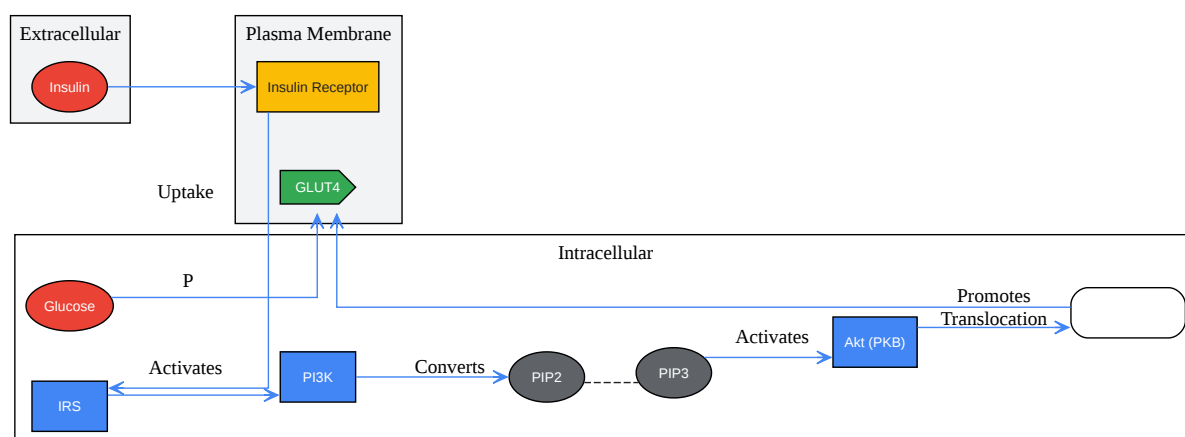 Extracellular
Plasma Membrane
Insulin
Insulin Receptor
GLUT4
Uptake
Intracellular
P
Glucose
Promotes
Translocation
Activates
Akt (PKB)
Activates
Converts
PI3K
PIP2
PIP3
IRS